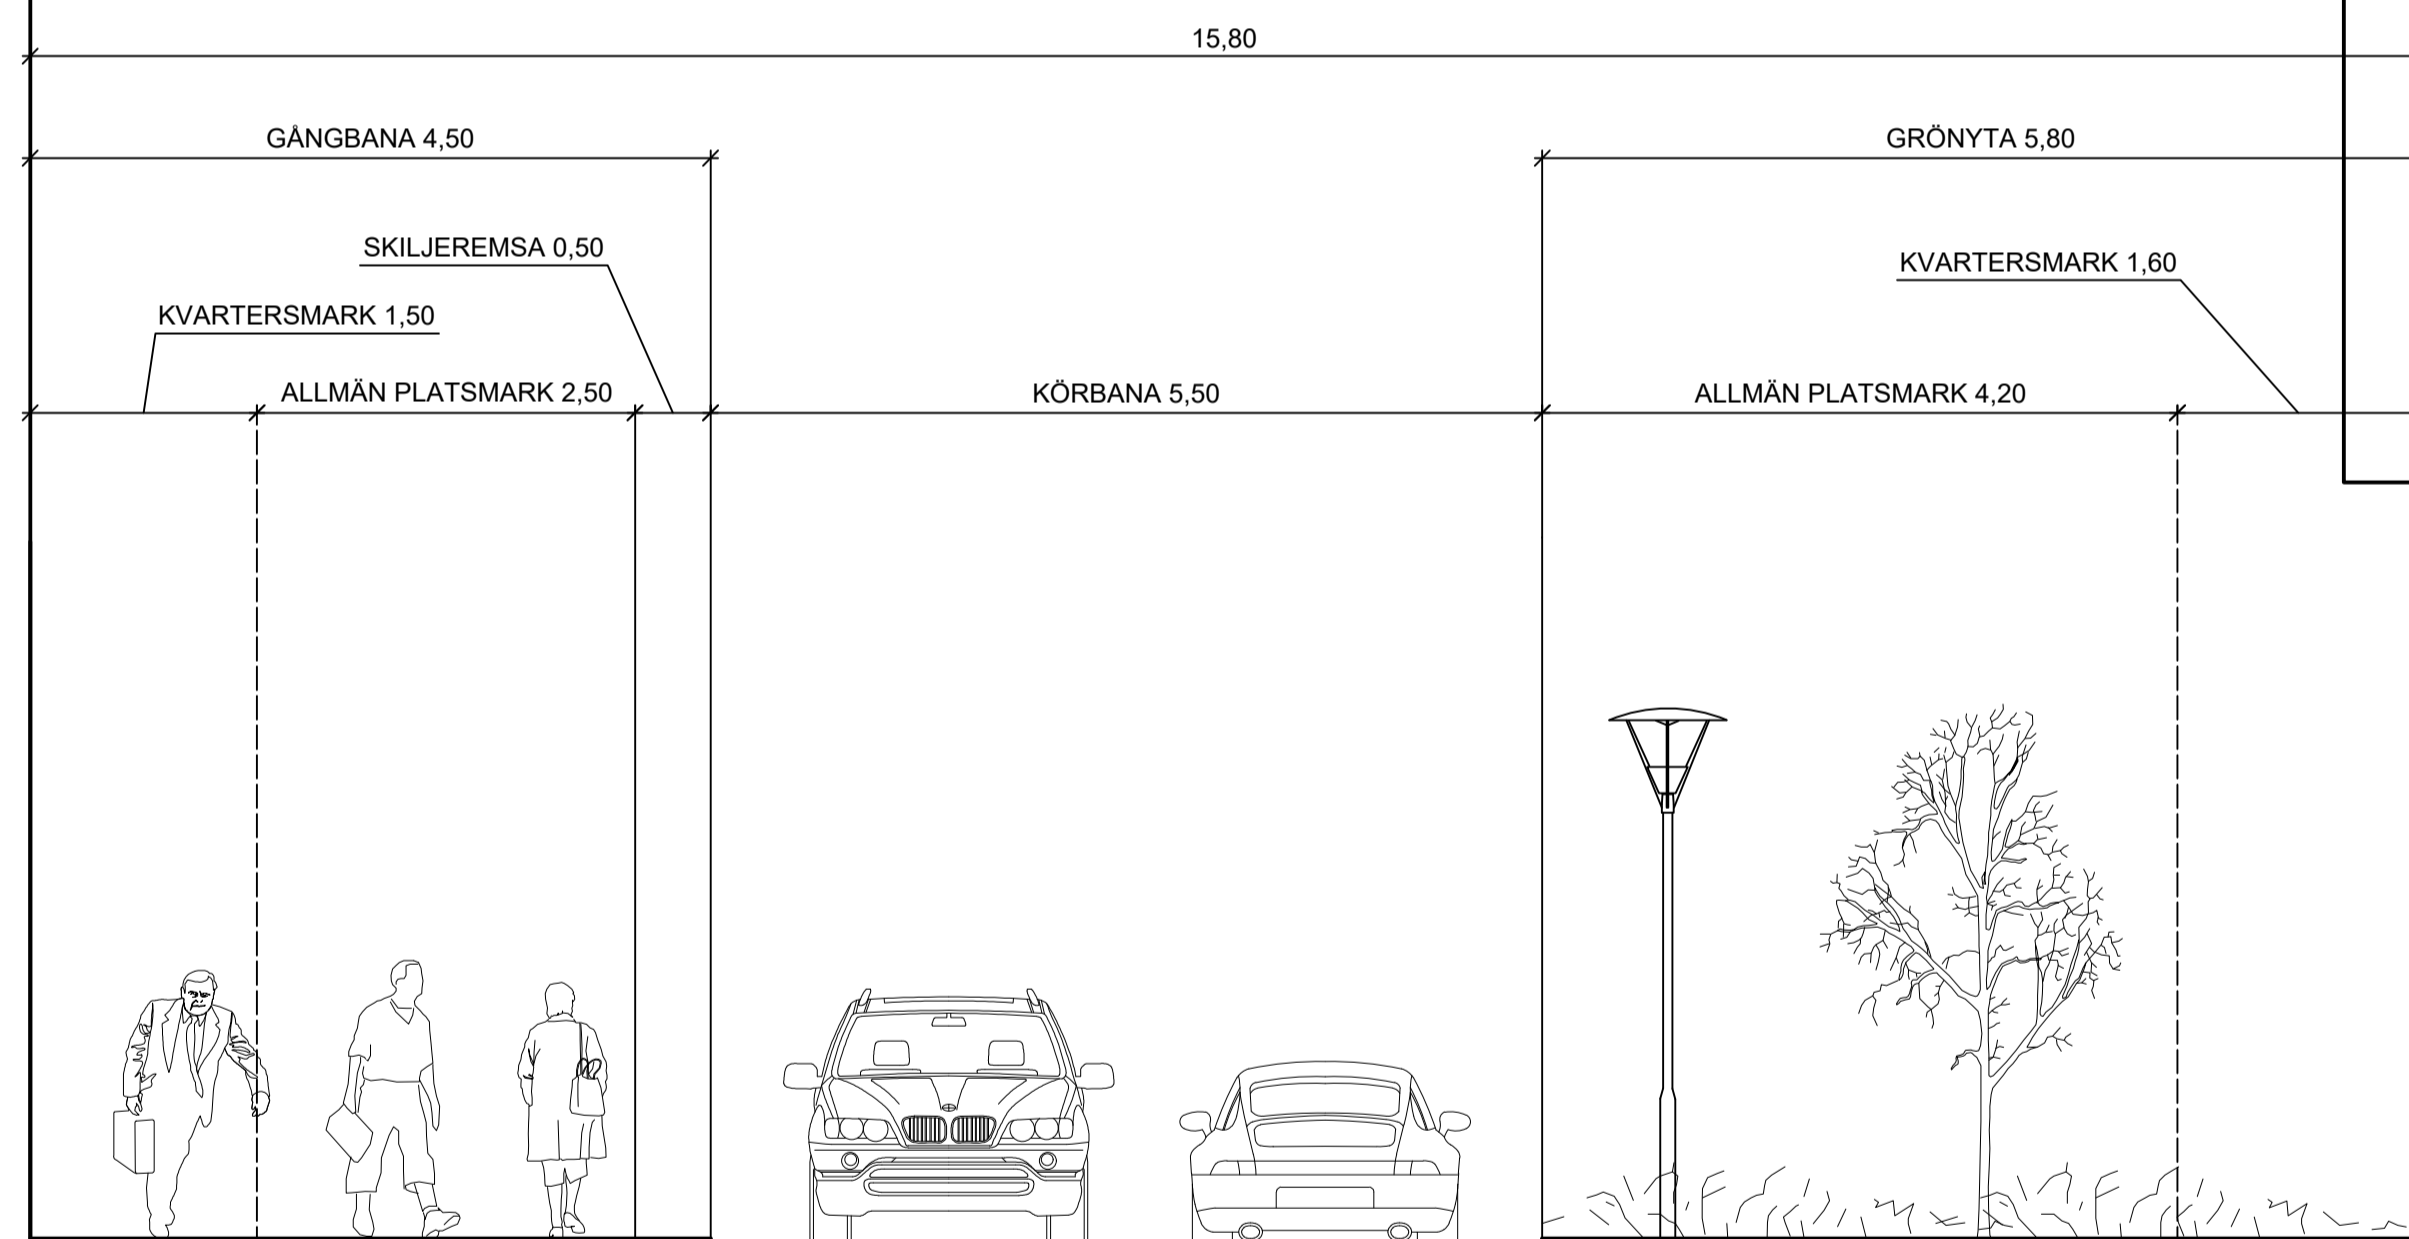 15,80
GÅNGBANA 4,50
GRÖNYTA 5,80
SKILJEREMSA 0,50
KVARTERSMARK 1,60
KVARTERSMARK 1,50
ALLMÄN PLATSMARK 2,50
KÖRBANA 5,50
ALLMÄN PLATSMARK 4,20